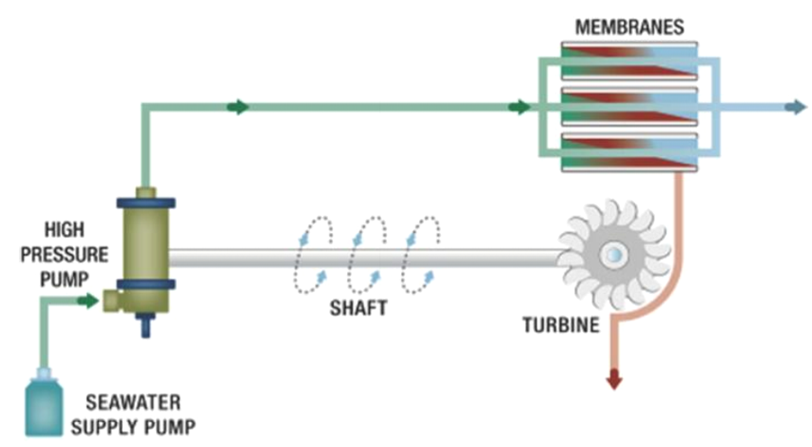 MEMBRANES
HIGH
PRESSURE
PUMP
SHAFT
TURBINE
SEAWATER
SUPPLY PUMP